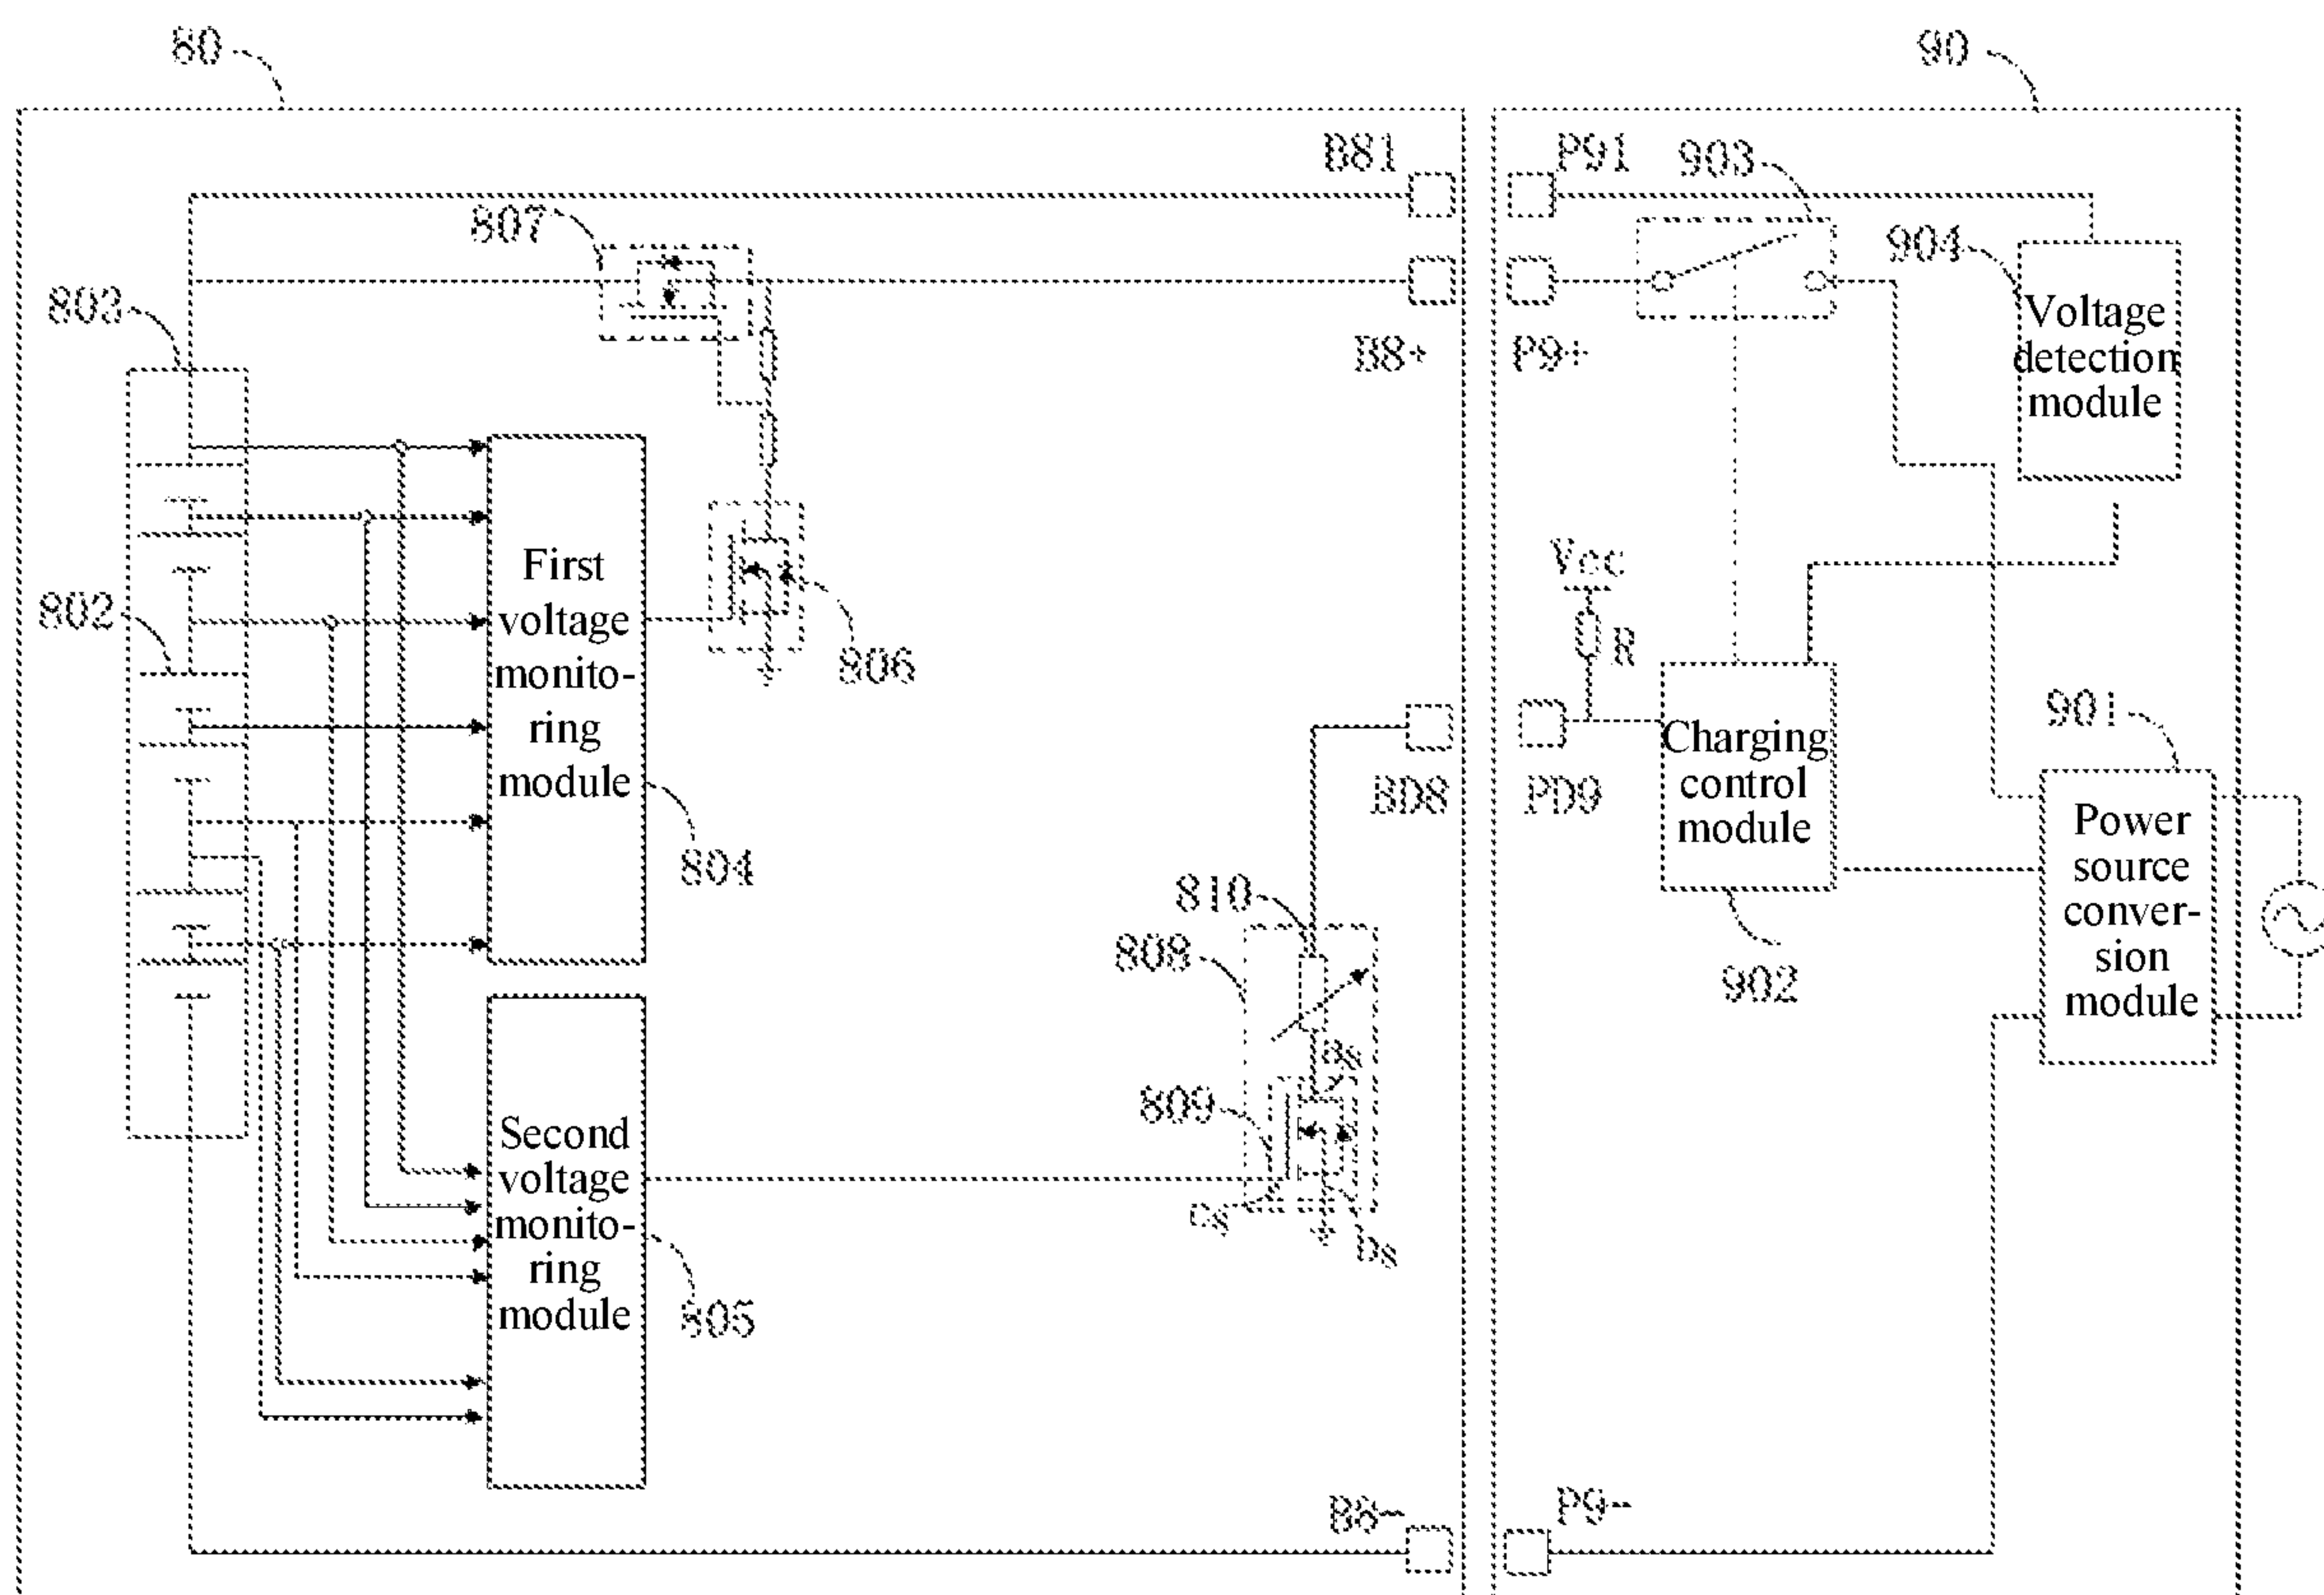 80
90
B81
P91
903
807
904
803
B8+
P9+
Voltage
detection
module
Vcc
R
First
voltage
monito-
ring
module
802
806
901
BD8
PD9
Charging
control
module
Power
source
conver-
sion
module
804
810
808
902
809
Second
voltage
monito-
ring
module
805
B8-
P9-